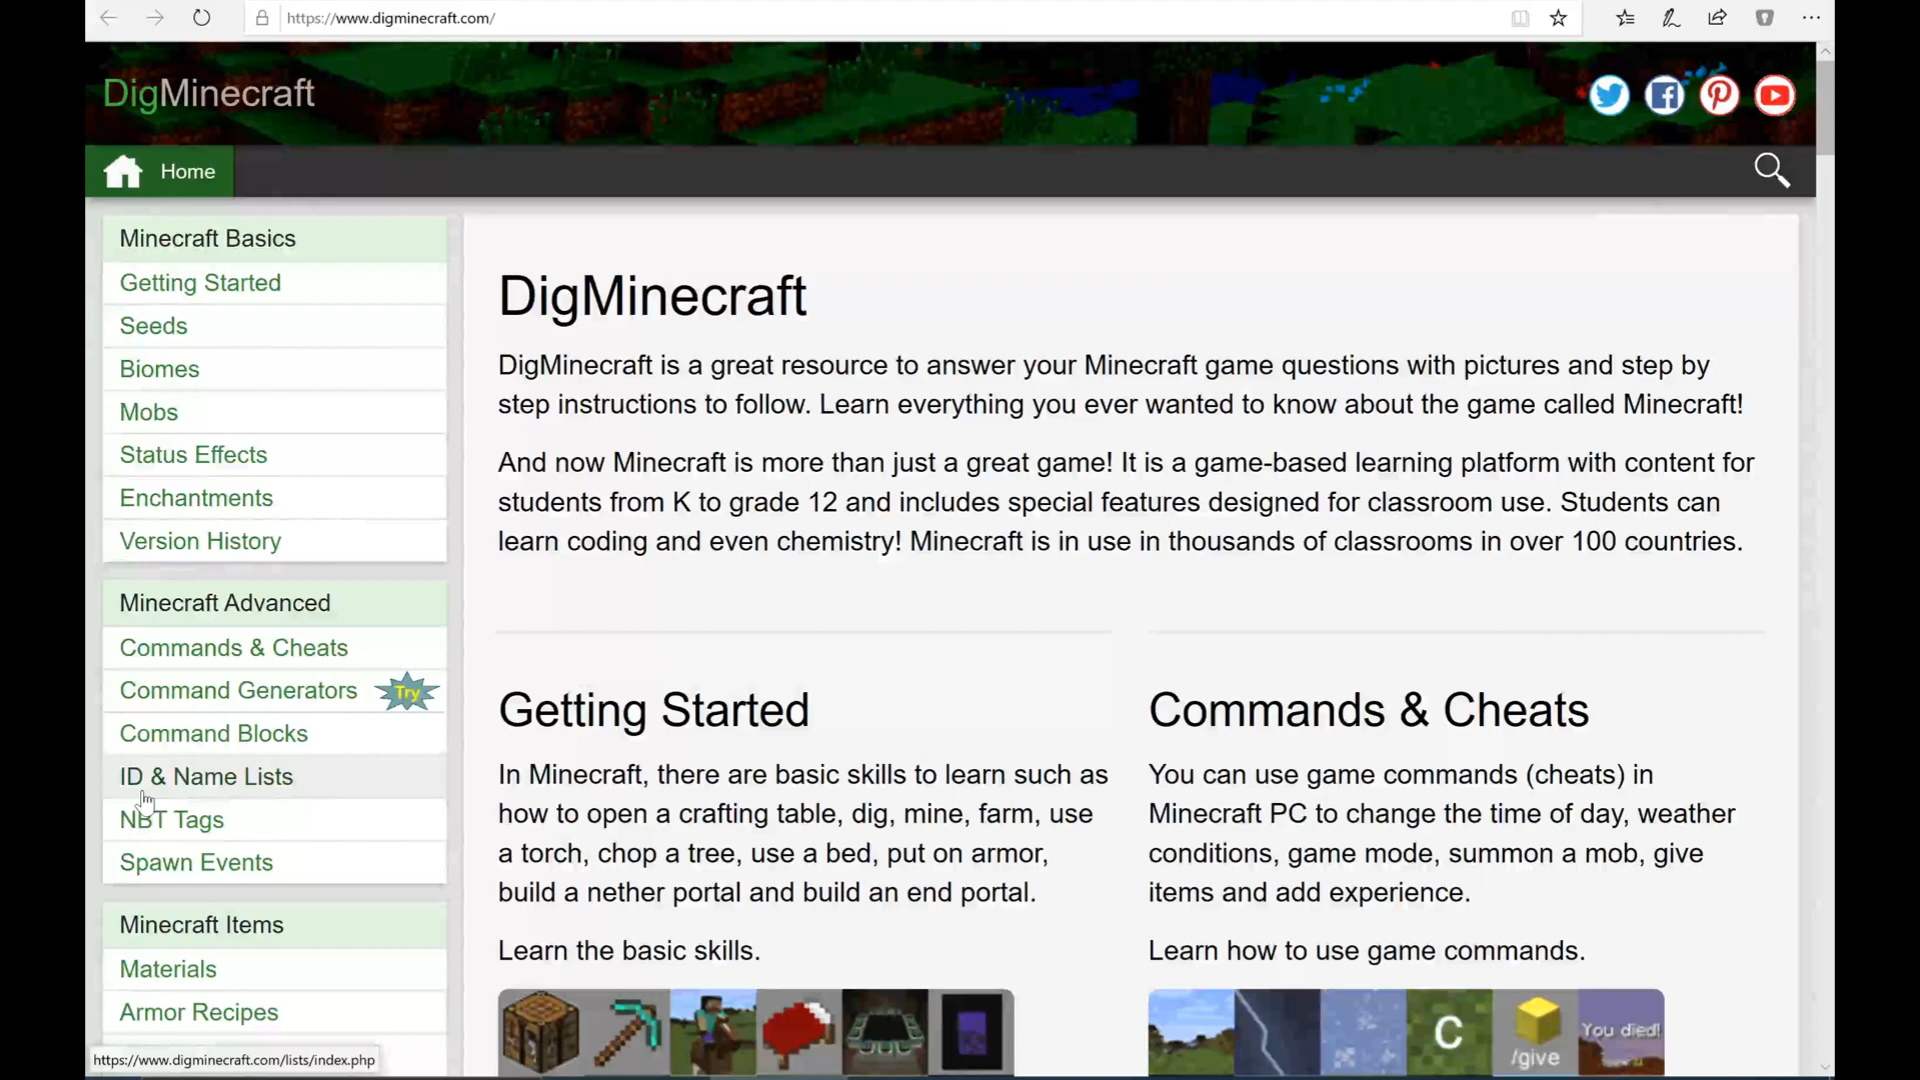 https://www.digminecraft.com/
DigMinecraft
Home
Minecraft Basics
Getting Started
Seeds
Biomes
Mobs
Status Effects
Enchantments
Version History
Minecraft Advanced
Commands & Cheats
Command Generators
Try
Command Blocks
ID & Name Lists
NBT Tags
Spawn Events
Minecraft Items
Materials
Armor Recipes
https://www.digminecraft.com/lists/index.php
DigMinecraft
DigMinecraft is a great resource to answer your Minecraft game questions with pictures and step by
step instructions to follow. Learn everything you ever wanted to know about the game called Minecraft!
And now Minecraft is more than just a great game! It is a game-based learning platform with content for
students from K to grade 12 and includes special features designed for classroom use. Students can
learn coding and even chemistry! Minecraft is in use in thousands of classrooms in over 100 countries.
Getting Started
In Minecraft, there are basic skills to learn such as
how to open a crafting table, dig, mine, farm, use
a torch, chop a tree, use a bed, put on armor,
build a nether portal and build an end portal.
Learn the basic skills.
Commands & Cheats
You can use game commands (cheats) in
Minecraft PC to change the time of day, weather
conditions, game mode, summon a mob, give
items and add experience.
Learn how to use game commands.
C
/give
You died!